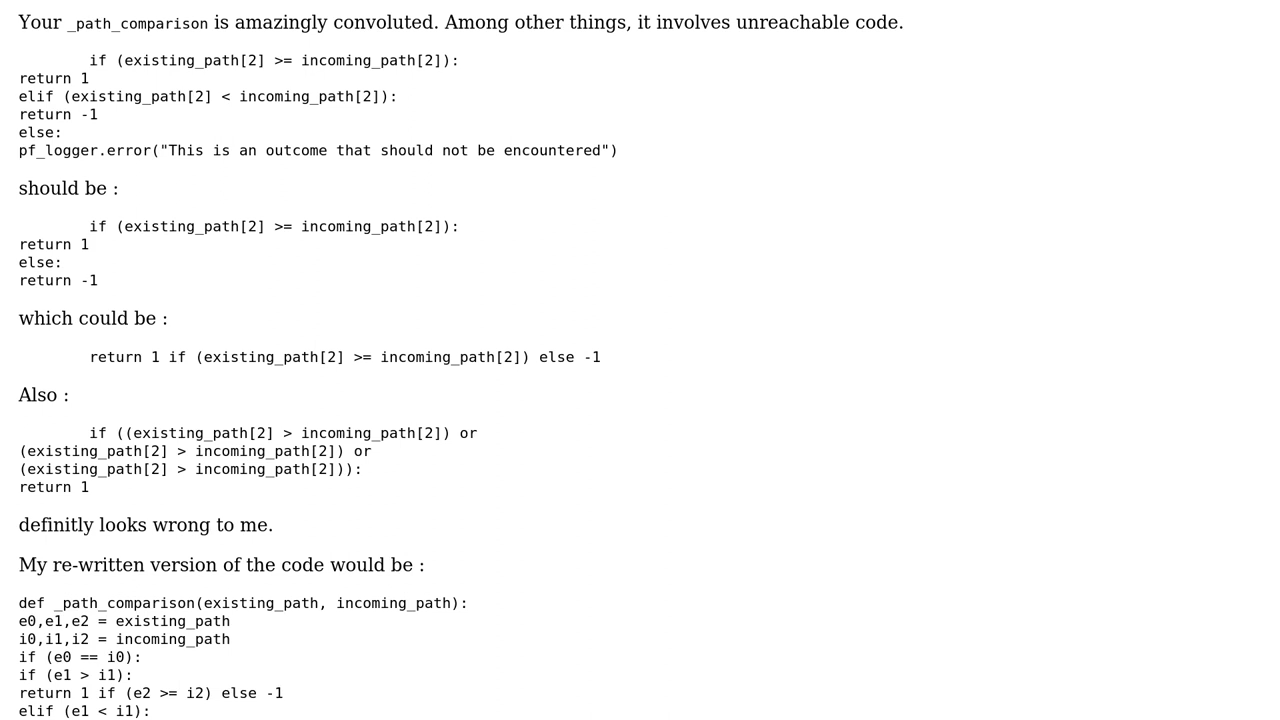 Your _path_comparison is amazingly convoluted. Among other things, it involves unreachable code.
if (existing_path[2] >= incoming_path[2]):
return 1
elif (existing_path[2] < incoming_path[2]):
return -1
else:
pf_logger.error("This is an outcome that should not be encountered")
should be :
if (existing_path[2] >= incoming_path[2]):
return 1
else:
return -1
which could be :
return 1 if (existing_path[2] >= incoming_path[2]) else -1
Also :
if ((existing_path[2] > incoming_path[2]) or
(existing_path[2] > incoming_path[2]) or
(existing_path[2] > incoming_path[2])):
return 1
definitly looks wrong to me.
My re-written version of the code would be :
def _path_comparison(existing_path, incoming_path):
e0,e1,e2 = existing_path
i0,i1,i2 = incoming_path
if (e0 == i0):
if (e1 > i1):
return 1 if (e2 >= i2) else -1
elif (e1 < i1):